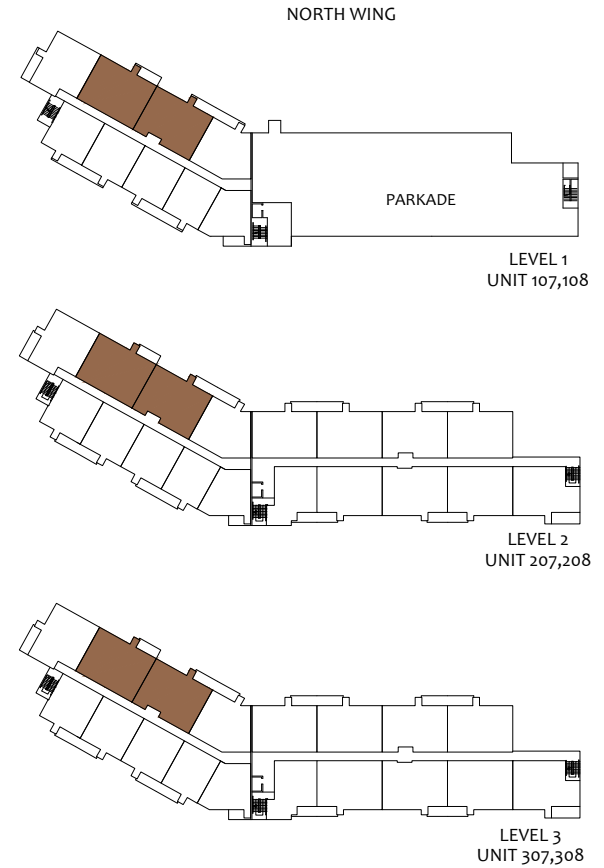 NORTH WING
PARKADE
LEVEL 1
UNIT 107,108
LEVEL 2
UNIT 207,208
LEVEL 3
UNIT 307,308